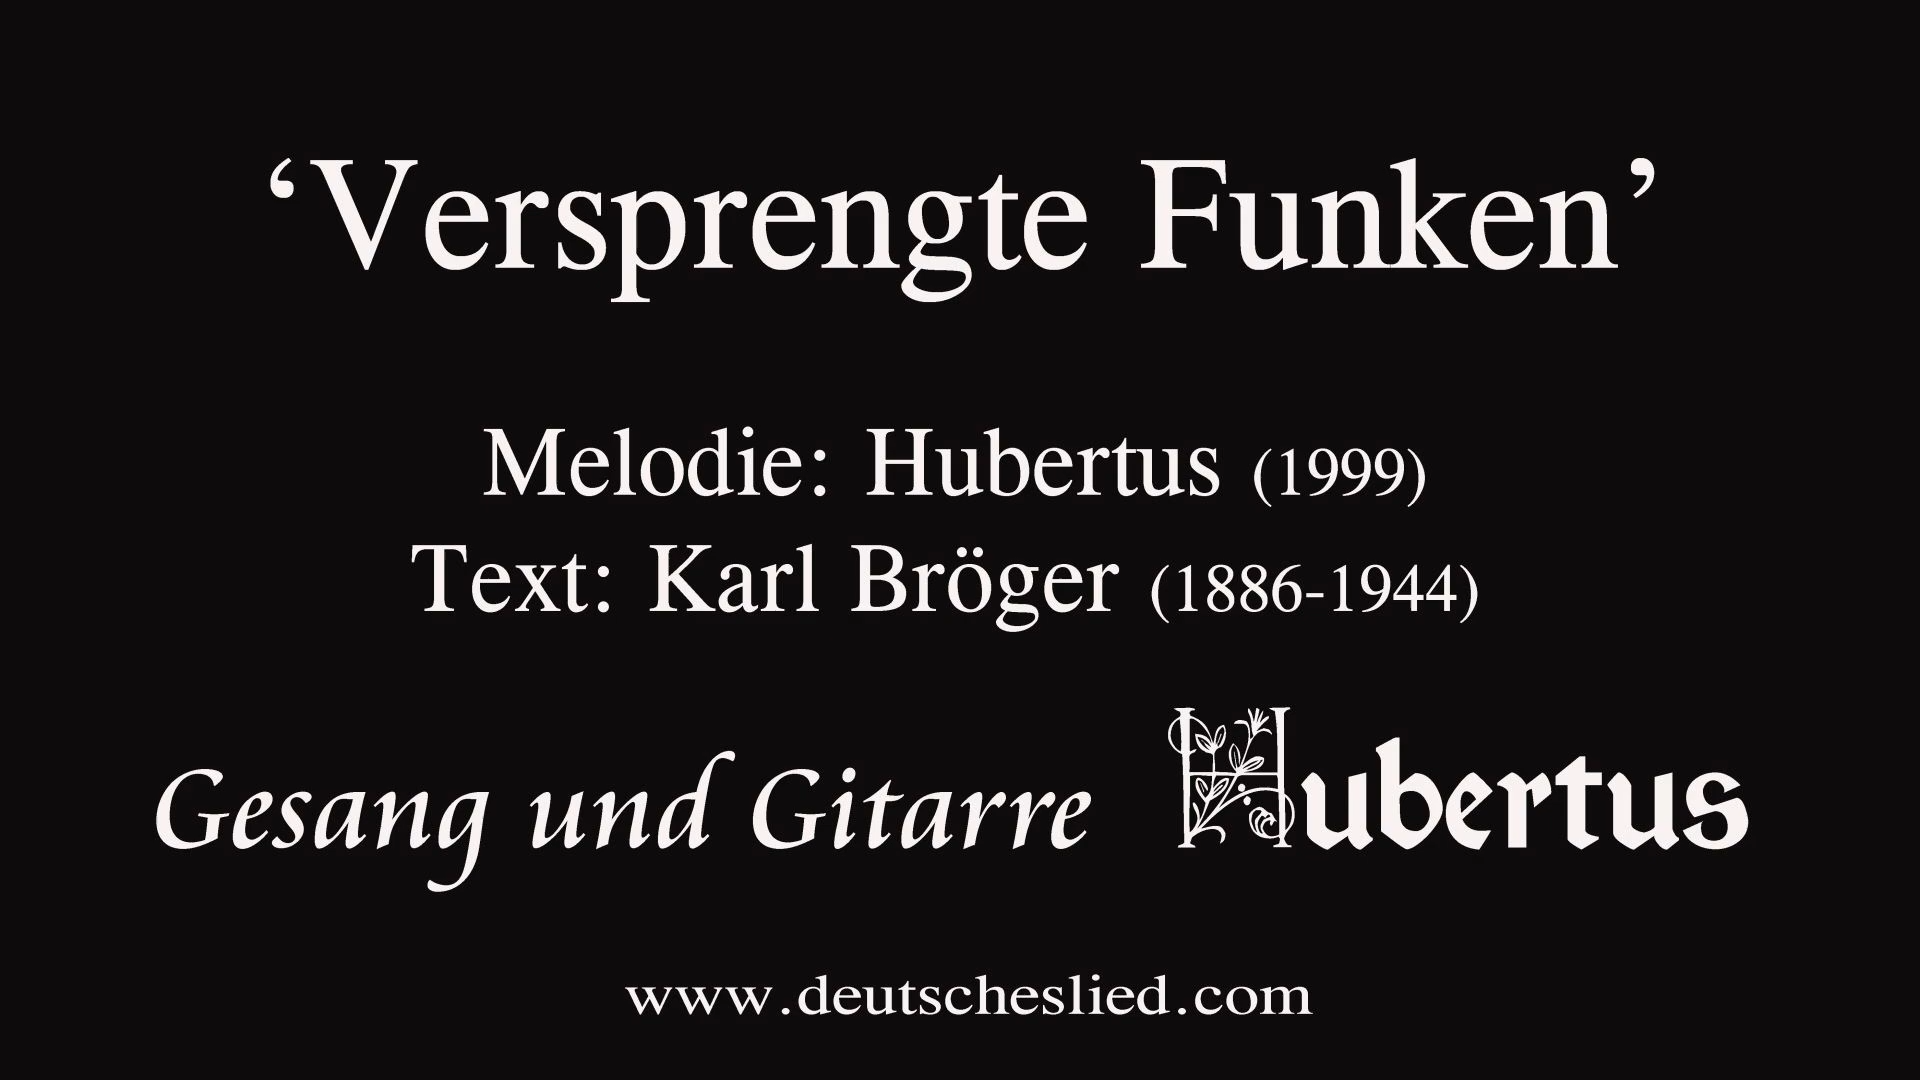 ‘Versprengte Funken’
Melodie: Hubertus (1999)
Text: Karl Bröger (1886-1944)
Gesang und Gitarre Hubertus
www.deutscheslied.com